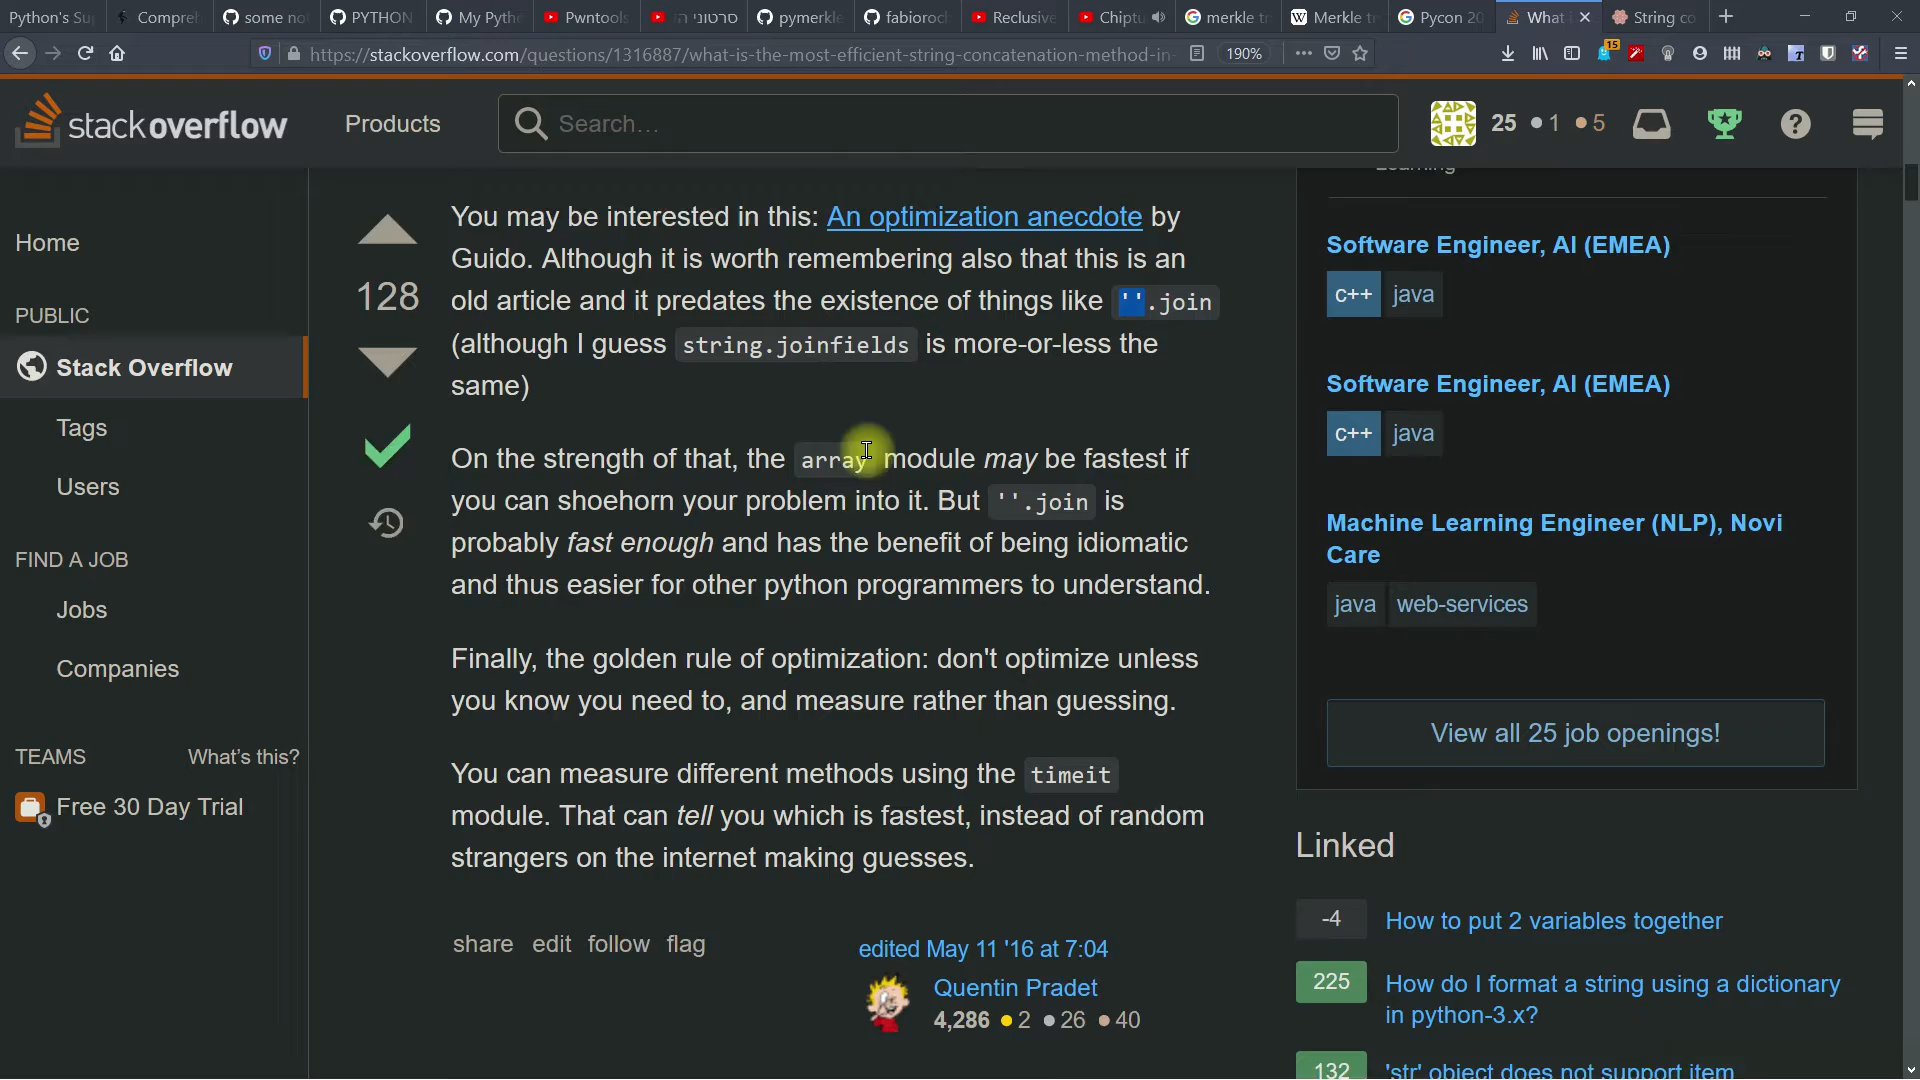 Python's Su
Compreh
some no
PYTHON
My Pyth
Pwntools
סרטוני ה
pymerkle
fabioroc
Reclusive
Chiptu
merkle tr
Merkle tr
Pycon 20
What i
String co
https://stackoverflow.com/questions/1316887/what-is-the-most-efficient-string-concatenation-method-in-
190%
15
stackoverflow
Products
Search...
25 1 5
Home
PUBLIC
Stack Overflow
Tags
Users
FIND A JOB
Jobs
Companies
TEAMS What's this?
Free 30 Day Trial
128
You may be interested in this: An optimization anecdote by
Guido. Although it is worth remembering also that this is an
old article and it predates the existence of things like ''.join
(although I guess string.joinfields is more-or-less the
same)
On the strength of that, the array module may be fastest if
you can shoehorn your problem into it. But ''.join is
probably fast enough and has the benefit of being idiomatic
and thus easier for other python programmers to understand.
Finally, the golden rule of optimization: don't optimize unless
you know you need to, and measure rather than guessing.
You can measure different methods using the timeit
module. That can tell you which is fastest, instead of random
strangers on the internet making guesses.
share edit follow flag
edited May 11 '16 at 7:04
Quentin Pradet
4,286 2 26 40
Learning
Software Engineer, AI (EMEA)
c++ java
Software Engineer, AI (EMEA)
c++ java
Machine Learning Engineer (NLP), Novi
Care
java web-services
View all 25 job openings!
Linked
-4 How to put 2 variables together
225 How do I format a string using a dictionary
in python-3.x?
132 'str' object does not support item